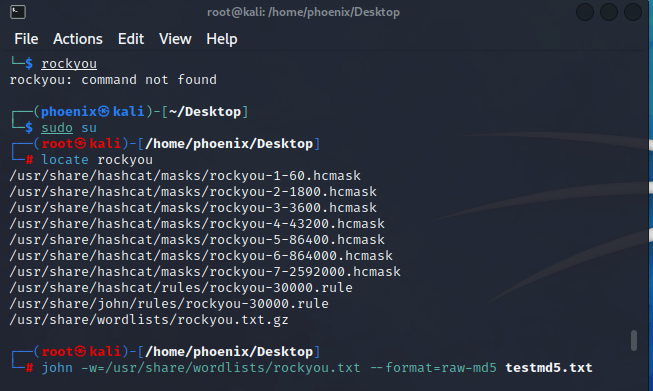 root@kali: /home/phoenix/Desktop
File Actions Edit View Help
└─$ rockyou
rockyou: command not found
┌──(phoenix㉿kali)-[~/Desktop]
└─$ sudo su
┌──(root㉿kali)-[/home/phoenix/Desktop]
└─# locate rockyou
/usr/share/hashcat/masks/rockyou-1-60.hcmask
/usr/share/hashcat/masks/rockyou-2-1800.hcmask
/usr/share/hashcat/masks/rockyou-3-3600.hcmask
/usr/share/hashcat/masks/rockyou-4-43200.hcmask
/usr/share/hashcat/masks/rockyou-5-86400.hcmask
/usr/share/hashcat/masks/rockyou-6-864000.hcmask
/usr/share/hashcat/masks/rockyou-7-2592000.hcmask
/usr/share/hashcat/rules/rockyou-30000.rule
/usr/share/john/rules/rockyou-30000.rule
/usr/share/wordlists/rockyou.txt.gz
┌──(root㉿kali)-[/home/phoenix/Desktop]
└─# john -w=/usr/share/wordlists/rockyou.txt --format=raw-md5 testmd5.txt